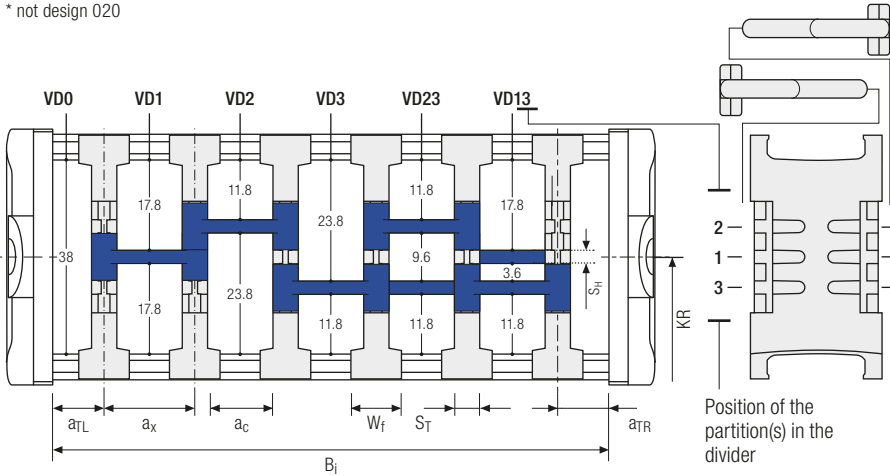 * not design 020
VD0 VD1 VD2 VD3 VD23 VD13
11.8 11.8
17.8 23.8 17.8
2
38 9.6 1
3.6 SH
23.8 3
17.8 11.8 11.8 11.8
KR
aTL ax ac Wf ST aTR
Bi
Position of the
partition(s) in the
divider